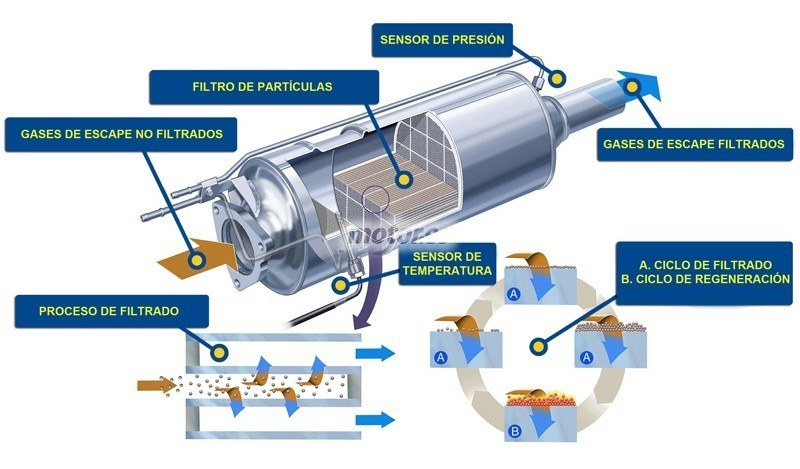 SENSOR DE PRESIÓN
FILTRO DE PARTÍCULAS
GASES DE ESCAPE NO FILTRADOS
GASES DE ESCAPE FILTRADOS
SENSOR DE
TEMPERATURA
A. CICLO DE FILTRADO
B. CICLO DE REGENERACIÓN
PROCESO DE FILTRADO
A
A
A
B